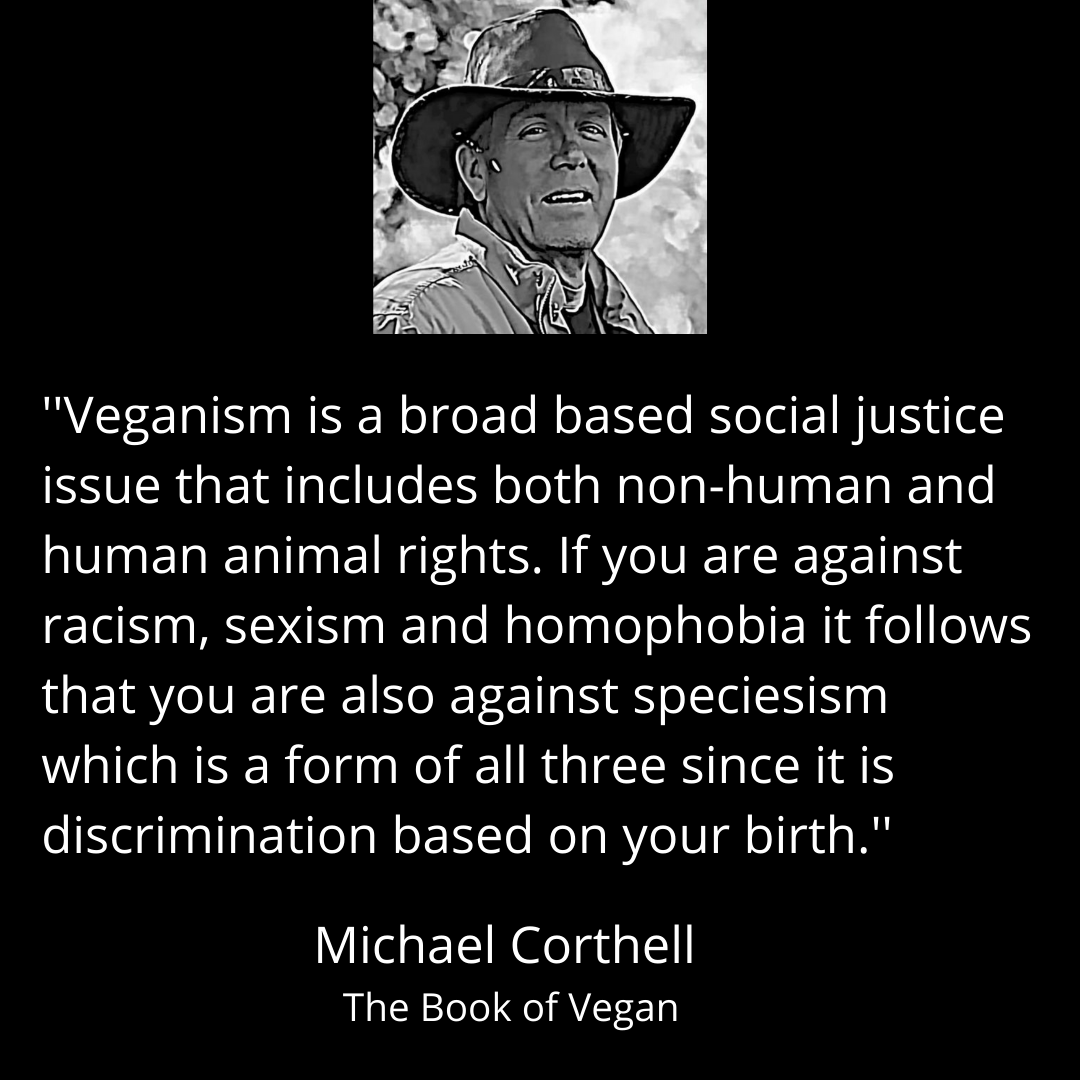 "Veganism is a broad based social justice
issue that includes both non-human and
human animal rights. If you are against
racism, sexism and homophobia it follows
that you are also against speciesism
which is a form of all three since it is
discrimination based on your birth."
Michael Corthell
The Book of Vegan